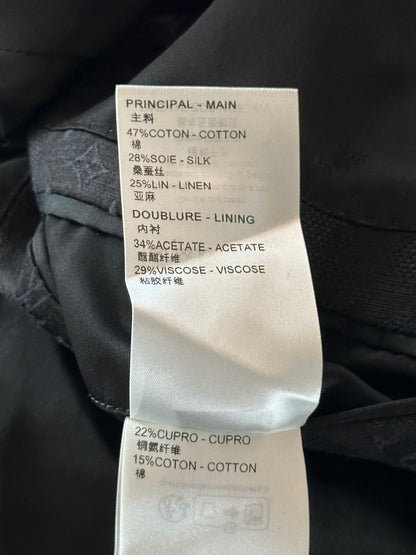 PRINCIPAL - MAIN
主料
47%COTON - COTTON
棉
28%SOIE - SILK
桑蚕丝
25%LIN - LINEN
亚麻
DOUBLURE - LINING
内衬
34%ACÉTATE - ACETATE
醋酯纤维
29%VISCOSE - VISCOSE
粘胶纤维
22%CUPRO - CUPRO
铜氨纤维
15%COTON - COTTON
棉